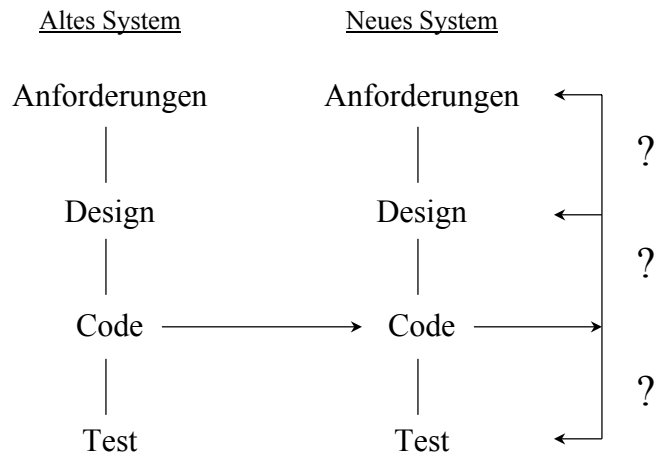 Altes System Neues System
Anforderungen Anforderungen
?
Design Design
?
Code Code
?
Test Test